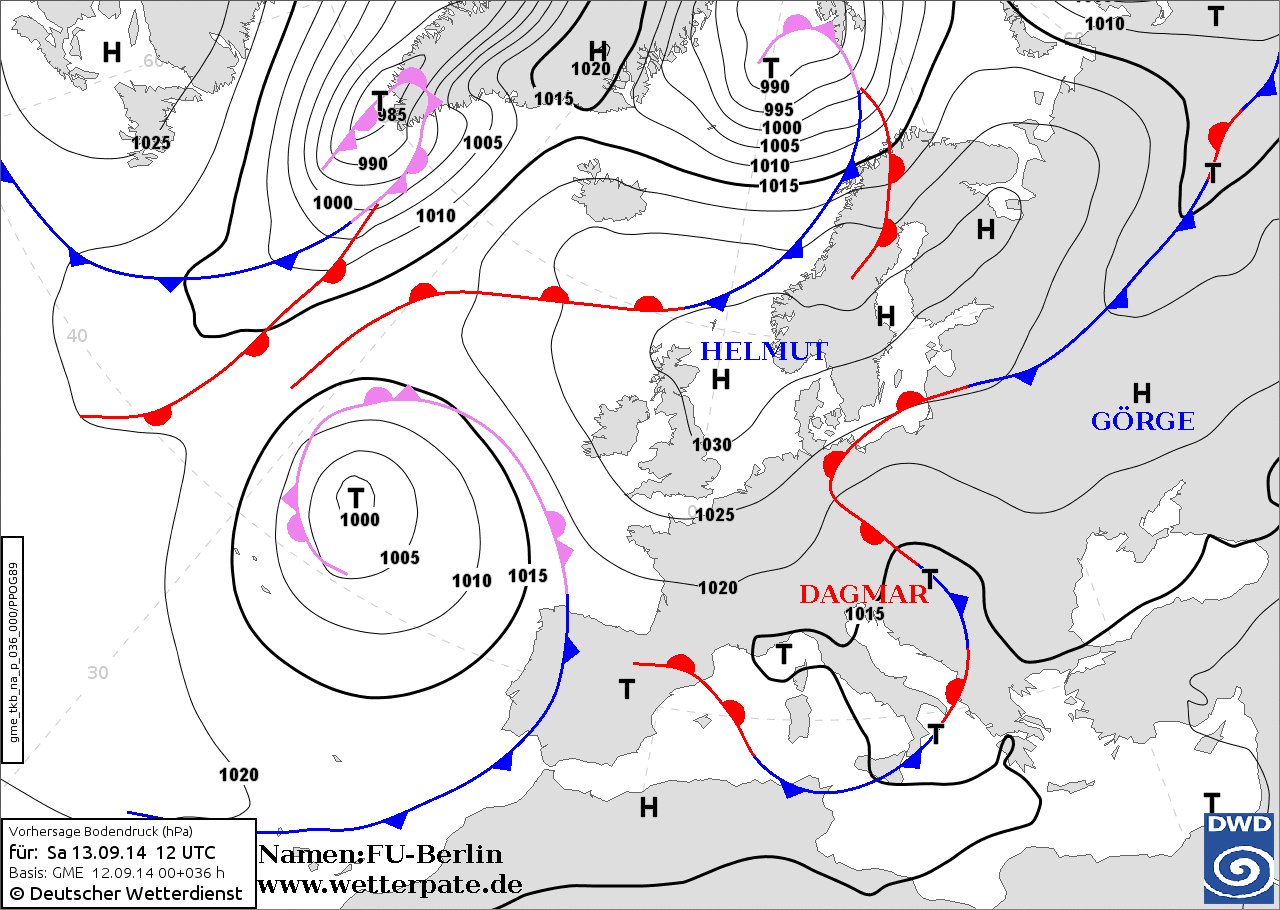 H
T
H
1020
T
990
1010
T
.60
T
985
1015
995
1000
1025
1005
1005
990
1010
1015
T
1000
1010
H
H
40
HELMUT
H
H
GÖRGE
1030
T
1000
0
1025
1005
1010
1015
1020
T
DAGMAR
1015
T
30
T
T
1020
H
T
gme_tkb_na_p_036_000/PPOG89
Vorhersage Bodendruck (hPa)
für: Sa 13.09.14 12 UTC
Basis: GME 12.09.14 00+036 h
© Deutscher Wetterdienst
Namen:FU-Berlin
www.wetterpate.de
DWD